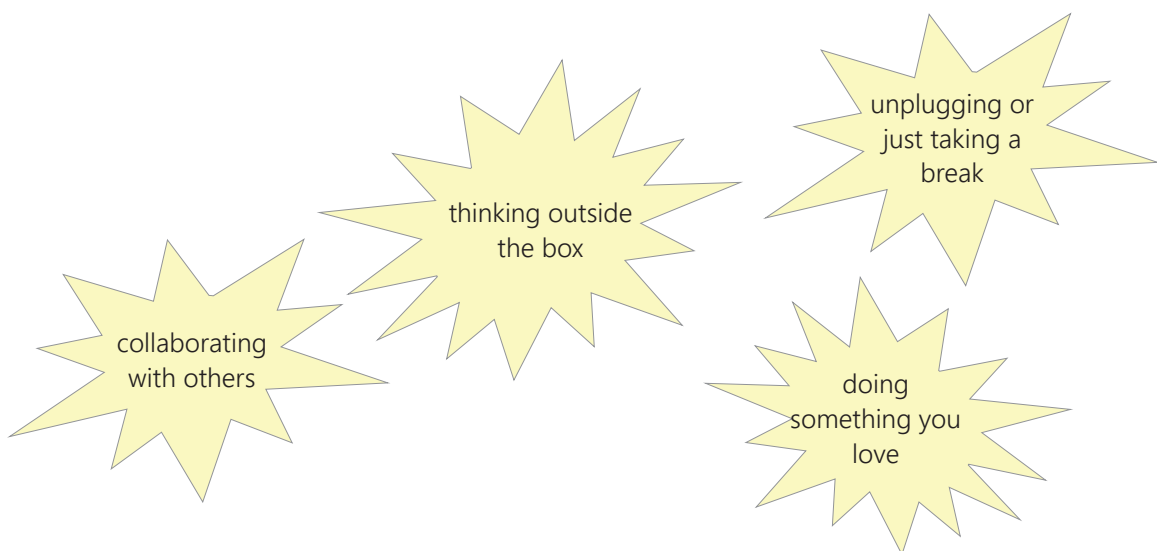 unplugging or
just taking a
break
thinking outside
the box
collaborating
with others
doing
something you
love